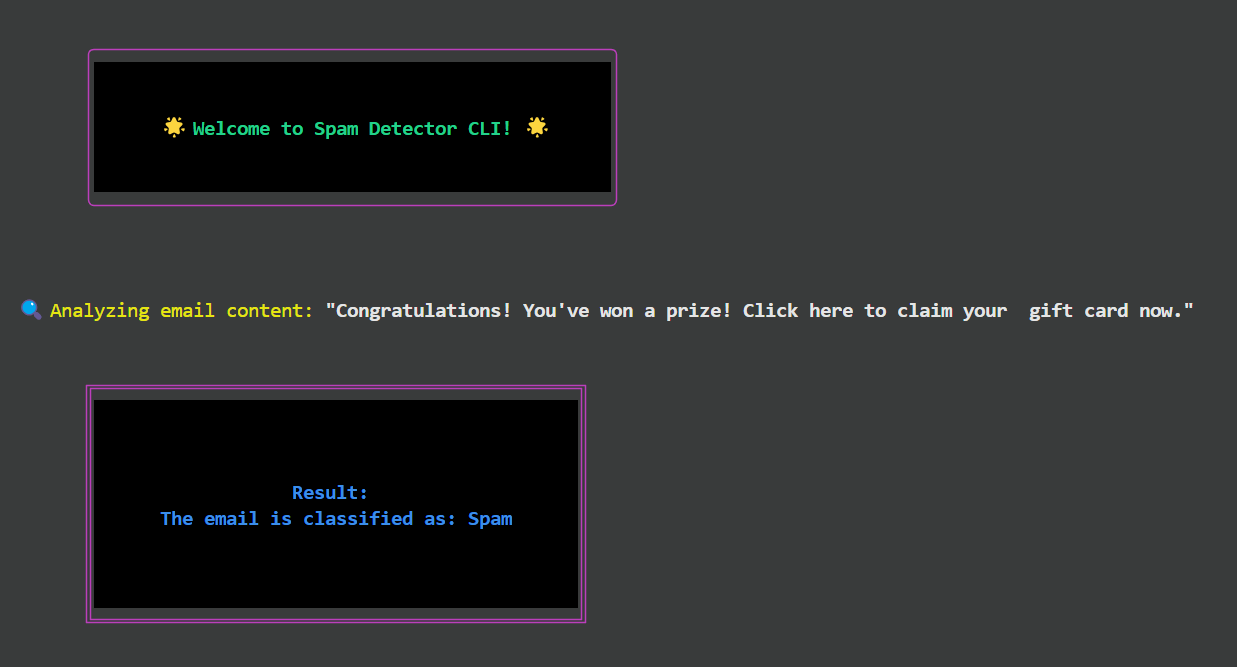 🌟 Welcome to Spam Detector CLI! 🌟
🔍 Analyzing email content: "Congratulations! You've won a prize! Click here to claim your  gift card now."
Result:
The email is classified as: Spam